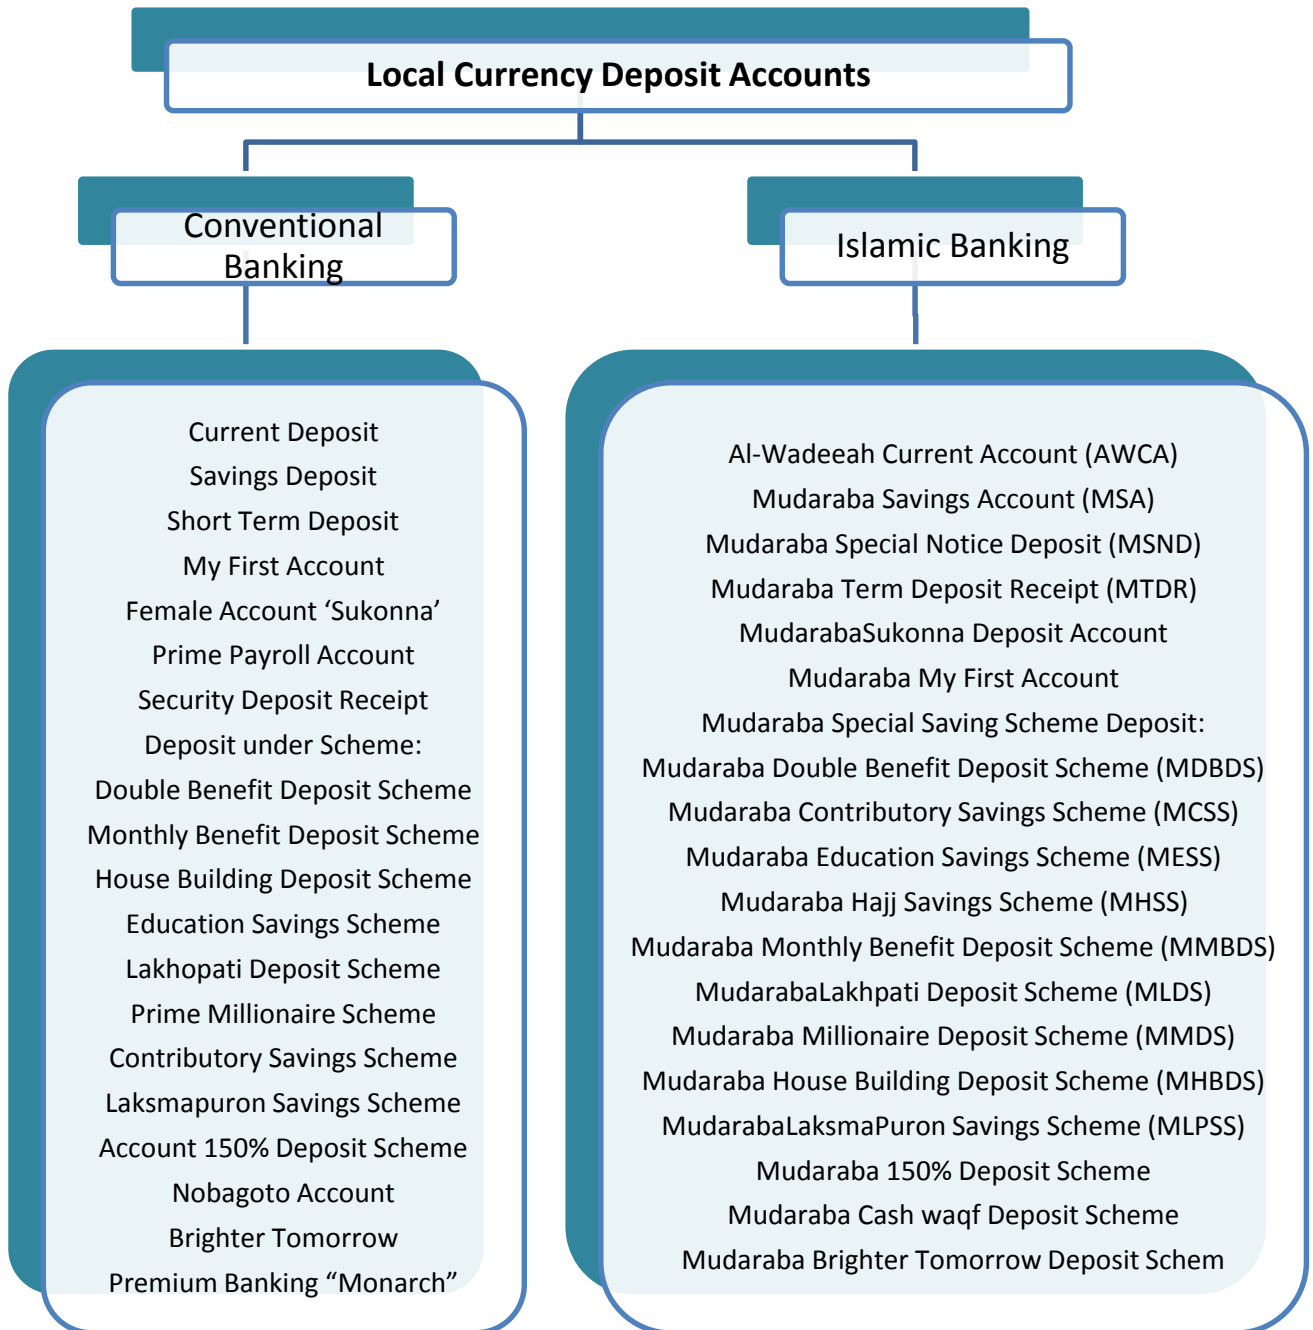 Local Currency Deposit Accounts
Conventional
Banking
Current Deposit
Savings Deposit
Short Term Deposit
My First Account
Female Account ‘Sukonna’
Prime Payroll Account
Security Deposit Receipt
Deposit under Scheme:
Double Benefit Deposit Scheme
Monthly Benefit Deposit Scheme
House Building Deposit Scheme
Education Savings Scheme
Lakhopati Deposit Scheme
Prime Millionaire Scheme
Contributory Savings Scheme
Laksmapuron Savings Scheme
Account 150% Deposit Scheme
Nobagoto Account
Brighter Tomorrow
Premium Banking “Monarch”
Islamic Banking
Al-Wadeeah Current Account (AWCA)
Mudaraba Savings Account (MSA)
Mudaraba Special Notice Deposit (MSND)
Mudaraba Term Deposit Receipt (MTDR)
MudarabaSukonna Deposit Account
Mudaraba My First Account
Mudaraba Special Saving Scheme Deposit:
Mudaraba Double Benefit Deposit Scheme (MDBDS)
Mudaraba Contributory Savings Scheme (MCSS)
Mudaraba Education Savings Scheme (MESS)
Mudaraba Hajj Savings Scheme (MHSS)
Mudaraba Monthly Benefit Deposit Scheme (MMBDS)
MudarabaLakhpati Deposit Scheme (MLDS)
Mudaraba Millionaire Deposit Scheme (MMDS)
Mudaraba House Building Deposit Scheme (MHBDS)
MudarabaLaksmaPuron Savings Scheme (MLPSS)
Mudaraba 150% Deposit Scheme
Mudaraba Cash waqf Deposit Scheme
Mudaraba Brighter Tomorrow Deposit Schem